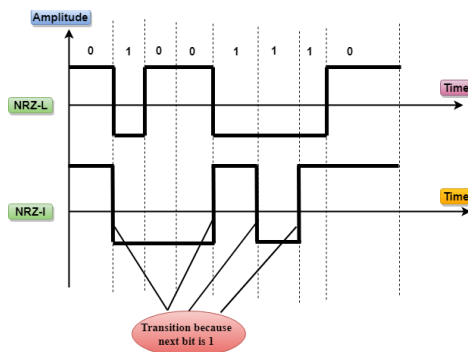 Amplitude
0 1 0 0 1 1 1 0
Time
NRZ-L
Time
NRZ-I
Transition because
next bit is 1